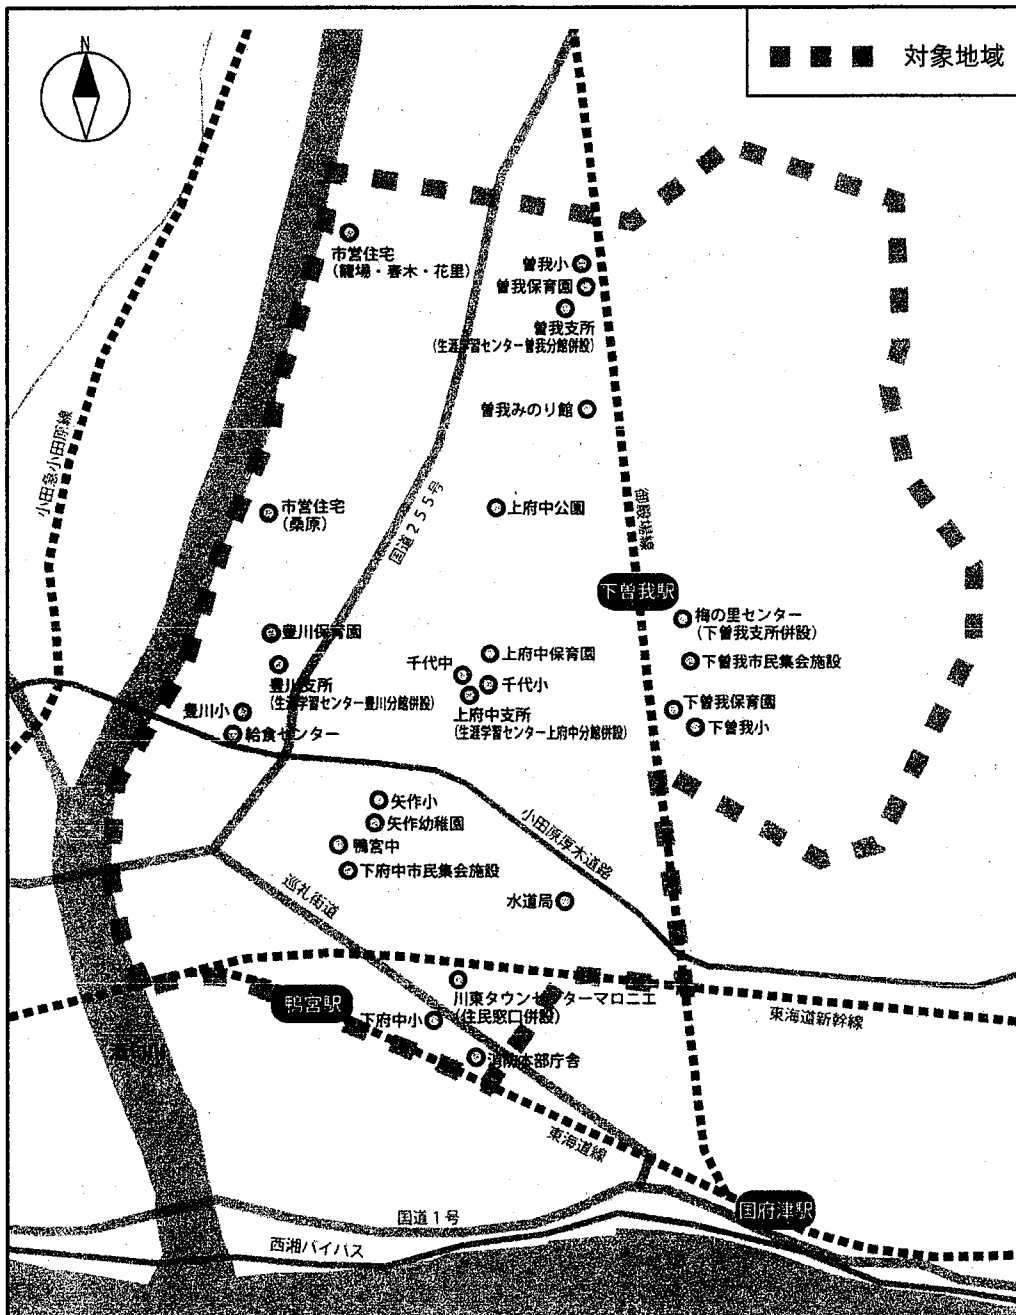 N
対象地域
市営住宅
曽我小
曽我保育園
曽我支所
(生涯学習センター曽我分館併設)
曽我みのり館
小田急小田原線
国道255号
市営住宅
(桑原)
上府中公園
御殿場線
下曽我駅
梅の里センター
(下曽我支所併設)
豊川保育園
上府中保育園
下曽我市民集会施設
千代中
千代小
豊川支所
(生涯学習センター豊川分館併設)
上府中支所
(生涯学習センター上府中分館併設)
下曽我保育園
下曽我小
豊川小
給食センター
矢作小
矢作幼稚園
鴨宮中
下府中市民集会施設
小田原厚木道路
巡礼街道
水道局
川東タウンセンターマロニエ
(住民窓口併設)
鴨宮駅
下府中小
東海道新幹線
消防本部庁舎
東海道線
国府津駅
国道1号
西湘バイパス